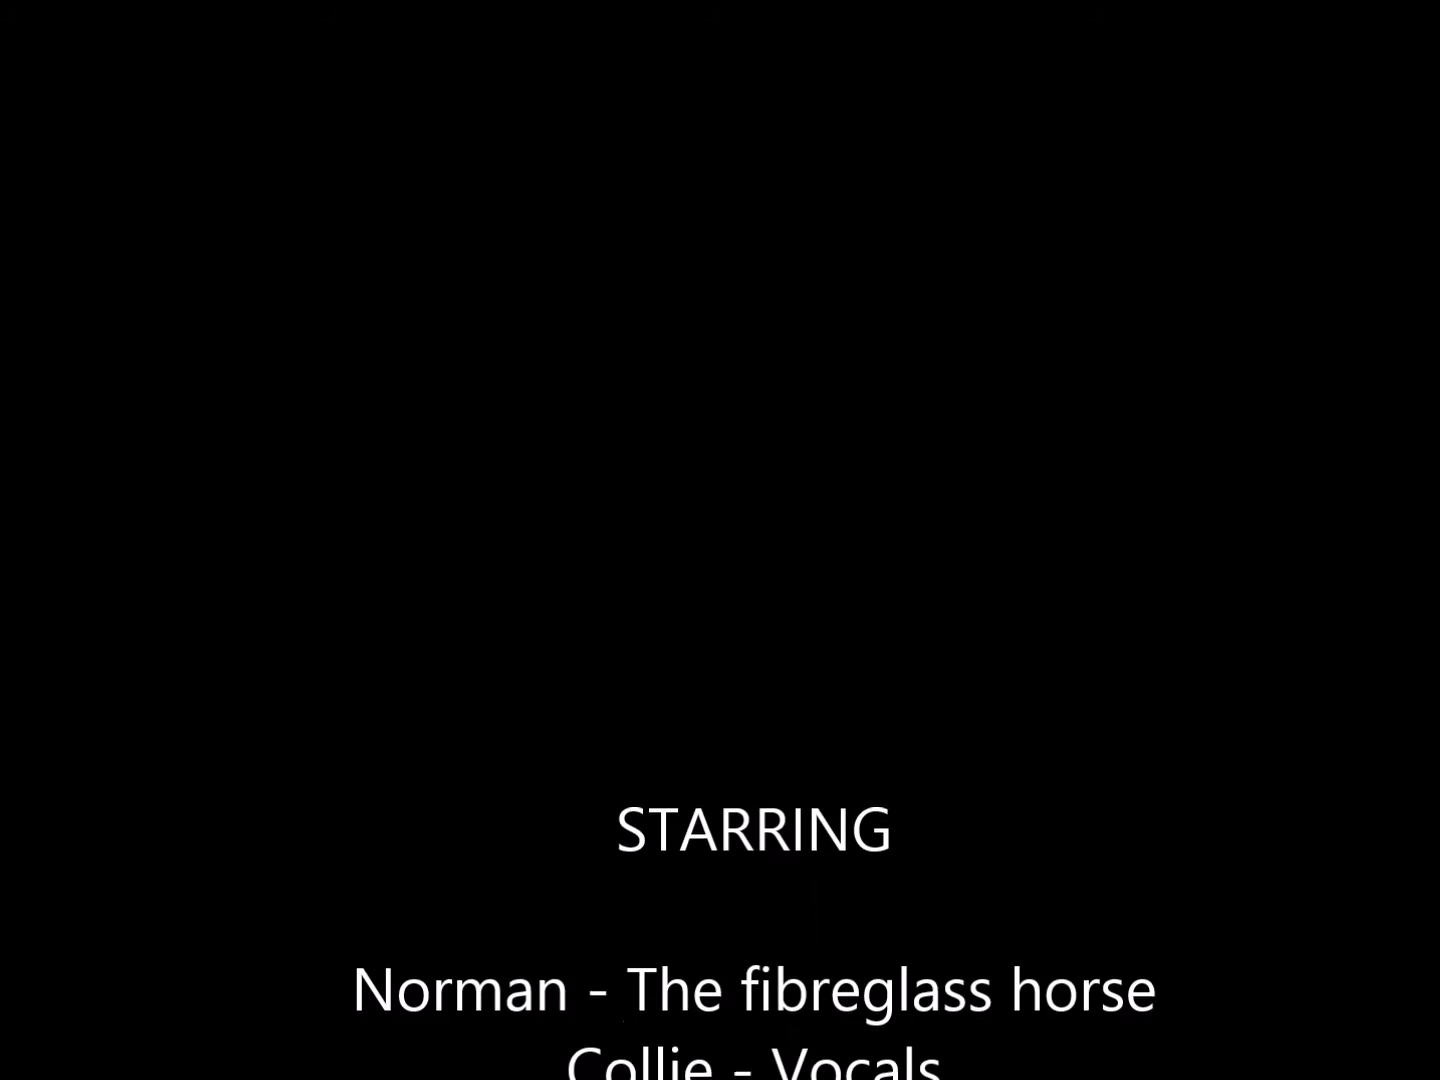 STARRING
Norman - The fibreglass horse
Collie - Vocals